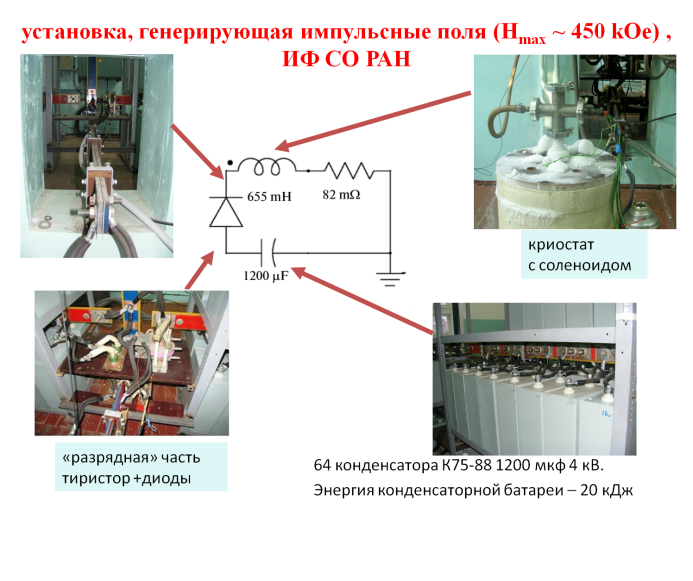 установка, генерирующая импульсные поля (Hmax ~ 450 kOe) ,
ИФ СО РАН
655 mH
82 mΩ
1200 μF
криостат
с соленоидом
«разрядная» часть
тиристор +диоды
64 конденсатора К75-88 1200 мкф 4 кВ.
Энергия конденсаторной батареи – 20 кДж